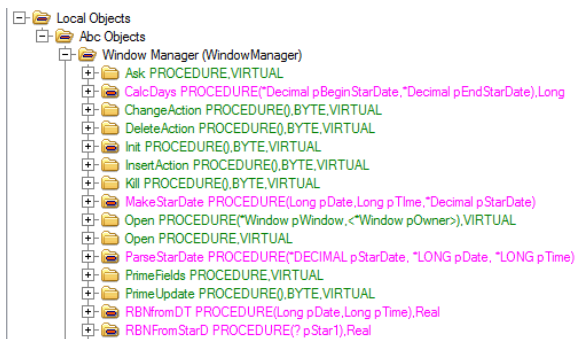 Local Objects
Abc Objects
Window Manager (WindowManager)
Ask PROCEDURE,VIRTUAL
CalcDays PROCEDURE(*Decimal pBeginStarDate,*Decimal pEndStarDate),Long
ChangeAction PROCEDURE(),BYTE,VIRTUAL
DeleteAction PROCEDURE(),BYTE,VIRTUAL
Init PROCEDURE(),BYTE,VIRTUAL
InsertAction PROCEDURE(),BYTE,VIRTUAL
Kill PROCEDURE(),BYTE,VIRTUAL
MakeStarDate PROCEDURE(Long pDate,Long pTIme,*Decimal pStarDate)
Open PROCEDURE(*Window pWindow,<*Window pOwner>),VIRTUAL
Open PROCEDURE,VIRTUAL
ParseStarDate PROCEDURE(*DECIMAL pStarDate, *LONG pDate, *LONG pTime)
PrimeFields PROCEDURE,VIRTUAL
PrimeUpdate PROCEDURE(),BYTE,VIRTUAL
RBNfromDT PROCEDURE(Long pDate,Long pTime),Real
RBNFromStarD PROCEDURE(? pStar1),Real